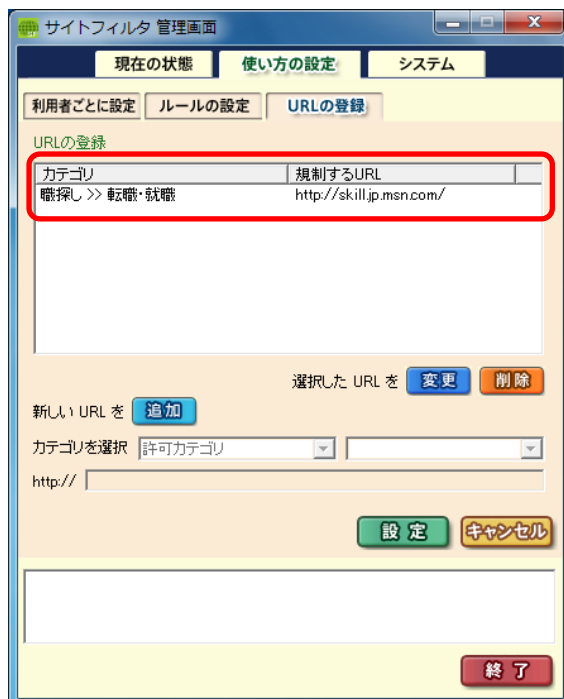 サイトフィルタ 管理画面
現在の状態 使い方の設定 システム
利用者ごとに設定 ルールの設定 URLの登録
URLの登録
カテゴリ 規制するURL
職探し >> 転職・就職 http://skill.jp.msn.com/
選択した URL を 変更 削除
新しい URL を 追加
カテゴリを選択 許可カテゴリ
http://
設定 キャンセル
終了